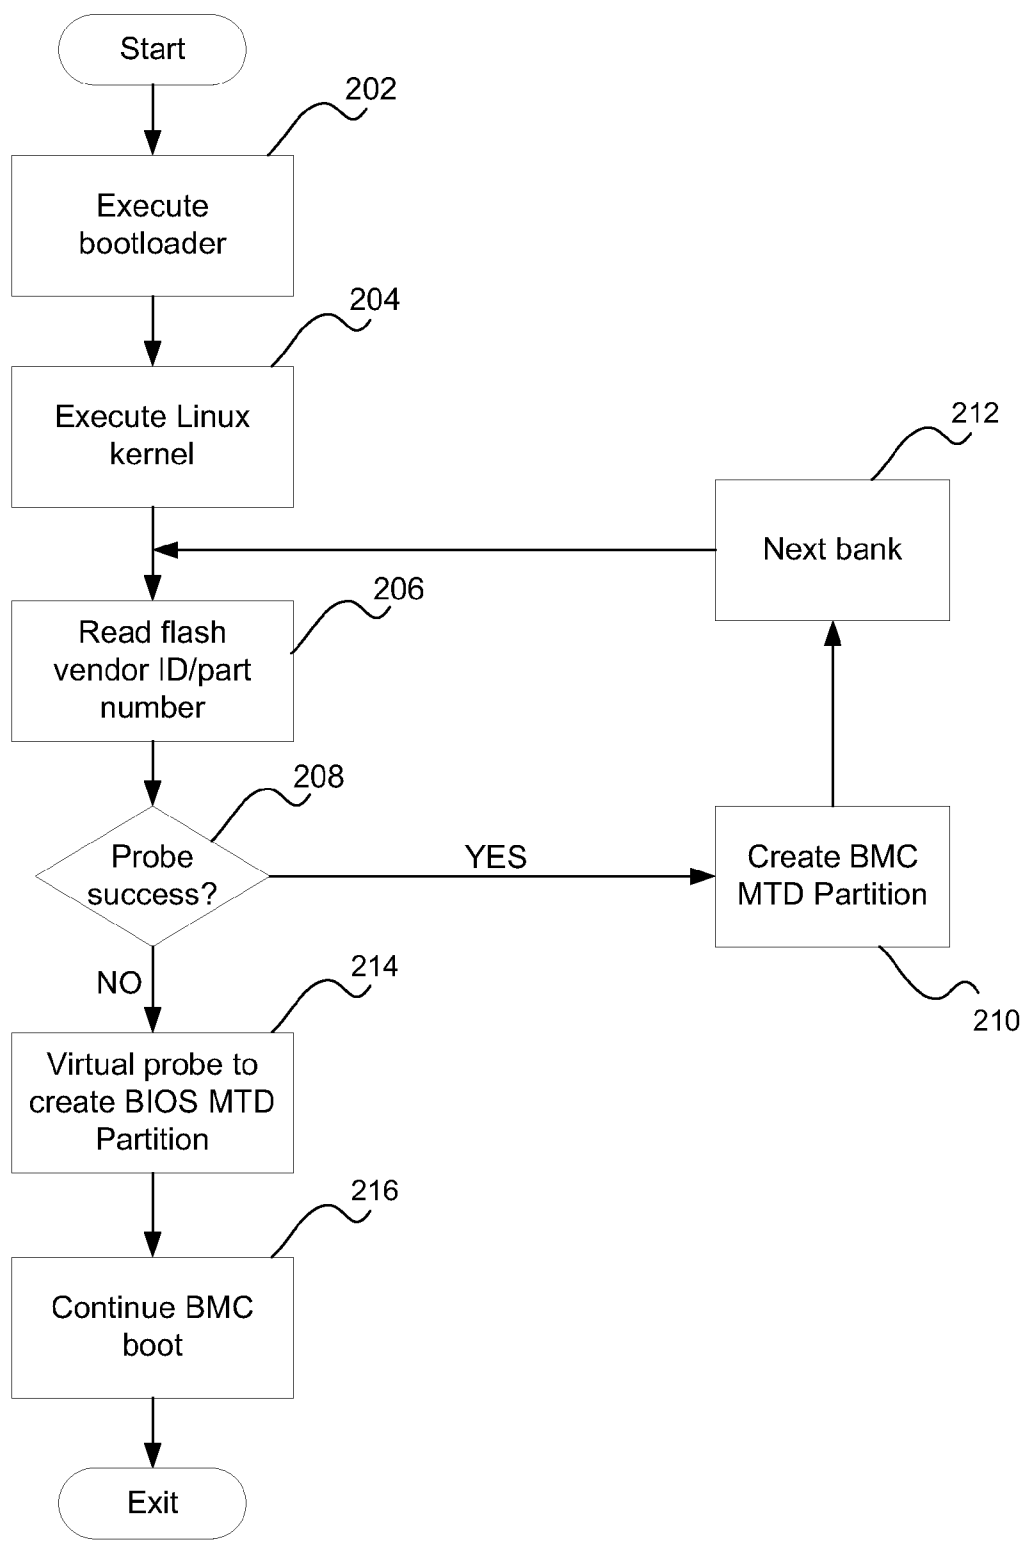 Start
202
Execute
bootloader
204
Execute Linux
kernel
212
Next bank
206
Read flash
vendor ID/part
number
208
Probe
success?
YES
Create BMC
MTD Partition
210
NO
214
Virtual probe to
create BIOS MTD
Partition
216
Continue BMC
boot
Exit